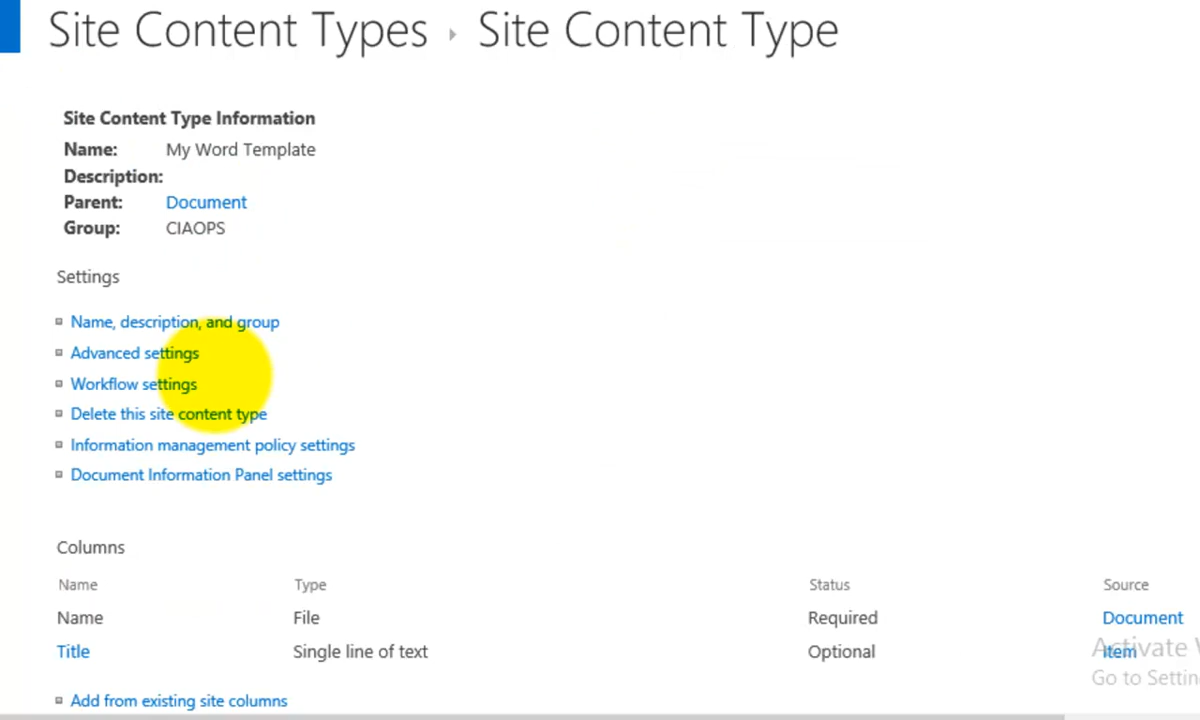 Site Content Types ▸ Site Content Type
Site Content Type Information
Name: My Word Template
Description:
Parent: Document
Group: CIAOPS
Settings
Name, description, and group
Advanced settings
Workflow settings
Delete this site content type
Information management policy settings
Document Information Panel settings
Columns
Name Type Status Source
Name File Required Document
Title Single line of text Optional Item
Activate
Go to
Add from existing site columns